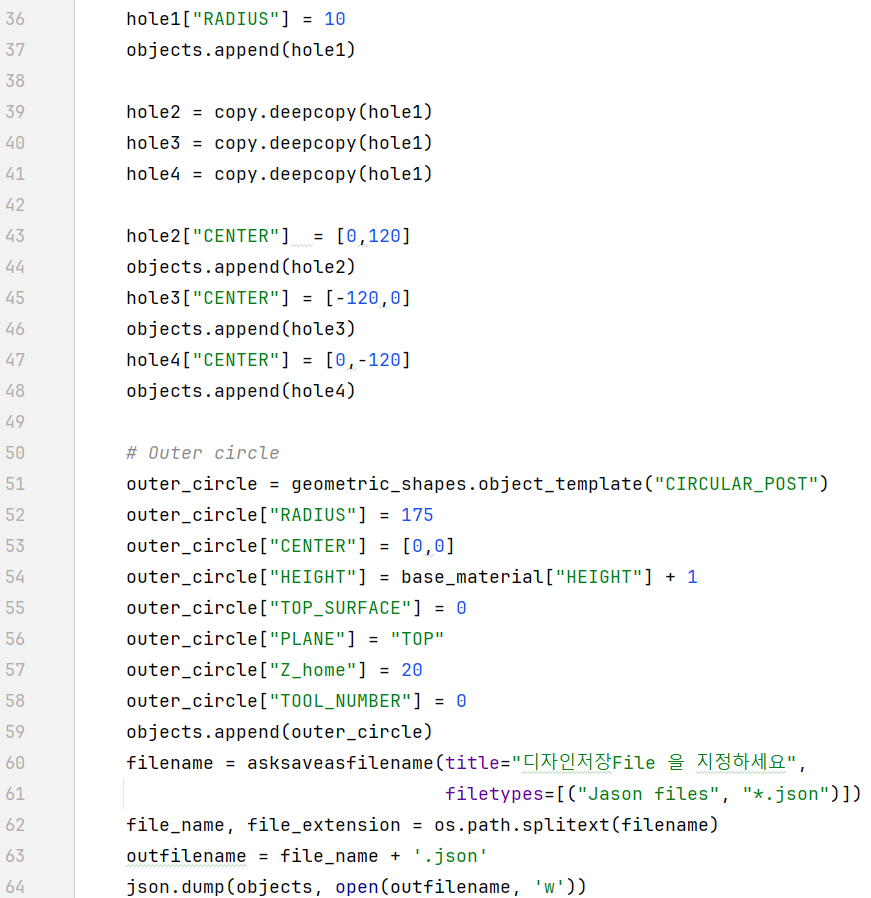 36 hole1["RADIUS"] = 10
37 objects.append(hole1)
38
39 hole2 = copy.deepcopy(hole1)
40 hole3 = copy.deepcopy(hole1)
41 hole4 = copy.deepcopy(hole1)
42
43 hole2["CENTER"]  = [0,120]
44 objects.append(hole2)
45 hole3["CENTER"] = [-120,0]
46 objects.append(hole3)
47 hole4["CENTER"] = [0,-120]
48 objects.append(hole4)
49
50 # Outer circle
51 outer_circle = geometric_shapes.object_template("CIRCULAR_POST")
52 outer_circle["RADIUS"] = 175
53 outer_circle["CENTER"] = [0,0]
54 outer_circle["HEIGHT"] = base_material["HEIGHT"] + 1
55 outer_circle["TOP_SURFACE"] = 0
56 outer_circle["PLANE"] = "TOP"
57 outer_circle["Z_home"] = 20
58 outer_circle["TOOL_NUMBER"] = 0
59 objects.append(outer_circle)
60 filename = asksaveasfilename(title="디자인저장File 을 지정하세요",
61 filetypes=[("Jason files", "*.json")])
62 file_name, file_extension = os.path.splitext(filename)
63 outfilename = file_name + '.json'
64 json.dump(objects, open(outfilename, 'w'))